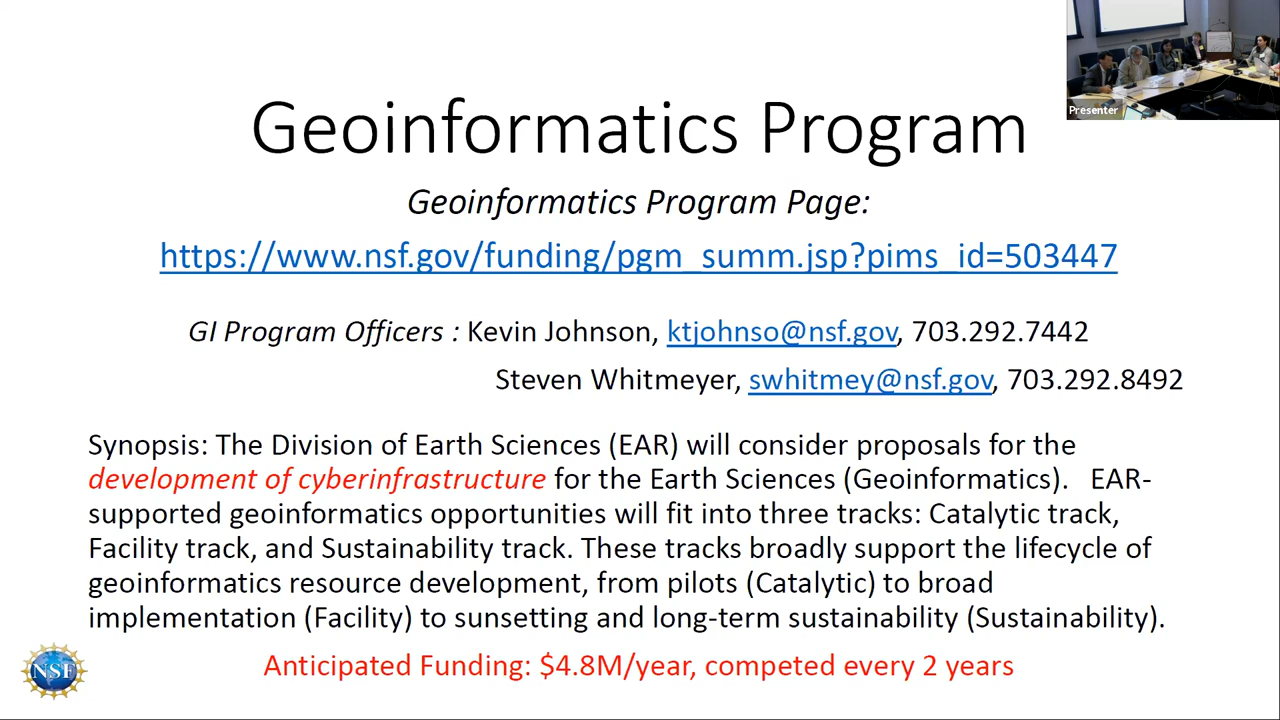 Presenter
Geoinformatics Program
Geoinformatics Program Page:
https://www.nsf.gov/funding/pgm_summ.jsp?pims_id=503447
GI Program Officers : Kevin Johnson, ktjohnso@nsf.gov, 703.292.7442
Steven Whitmeyer, swhitmey@nsf.gov, 703.292.8492
Synopsis: The Division of Earth Sciences (EAR) will consider proposals for the
development of cyberinfrastructure for the Earth Sciences (Geoinformatics). EAR-
supported geoinformatics opportunities will fit into three tracks: Catalytic track,
Facility track, and Sustainability track. These tracks broadly support the lifecycle of
geoinformatics resource development, from pilots (Catalytic) to broad
implementation (Facility) to sunsetting and long-term sustainability (Sustainability).
NSF
Anticipated Funding: $4.8M/year, competed every 2 years